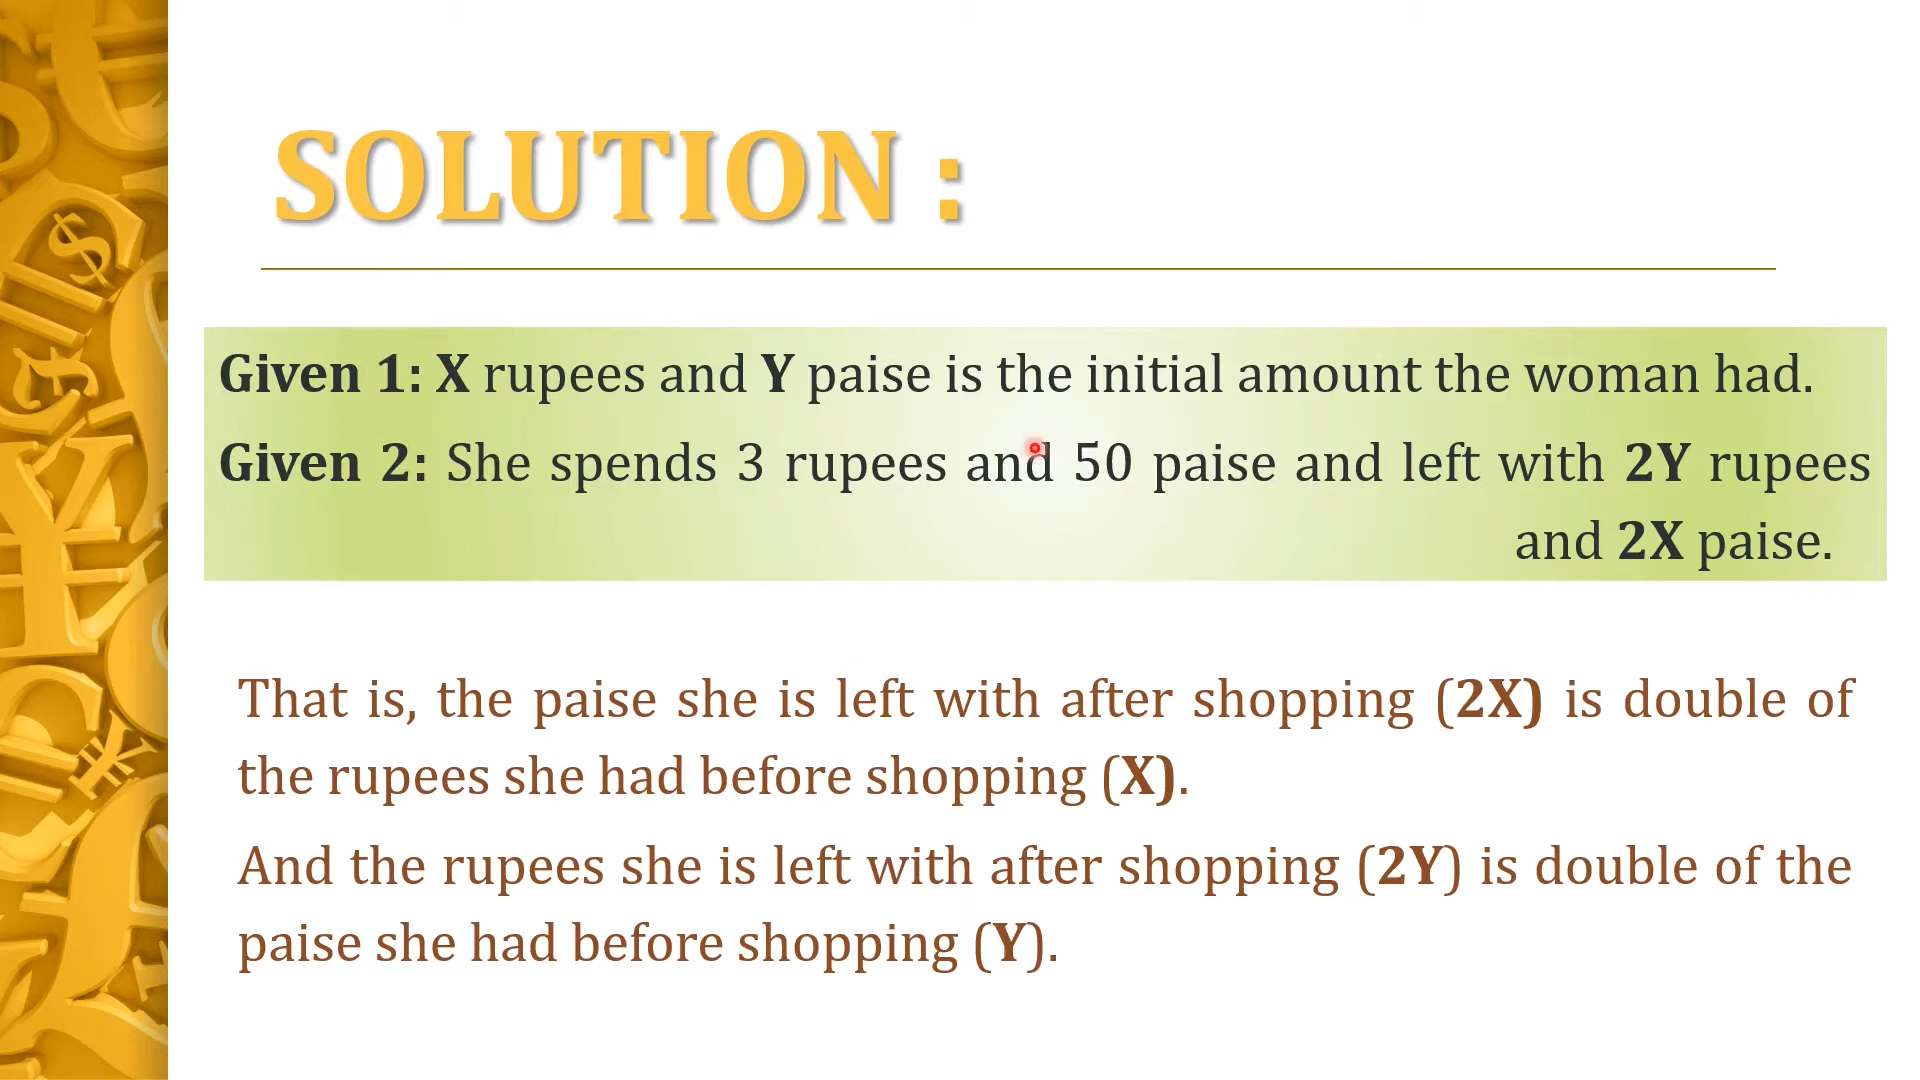 SOLUTION :
Given 1: X rupees and Y paise is the initial amount the woman had.
Given 2: She spends 3 rupees and 50 paise and left with 2Y rupees
and 2X paise.
That is, the paise she is left with after shopping (2X) is double of
the rupees she had before shopping (X).
And the rupees she is left with after shopping (2Y) is double of the
paise she had before shopping (Y).